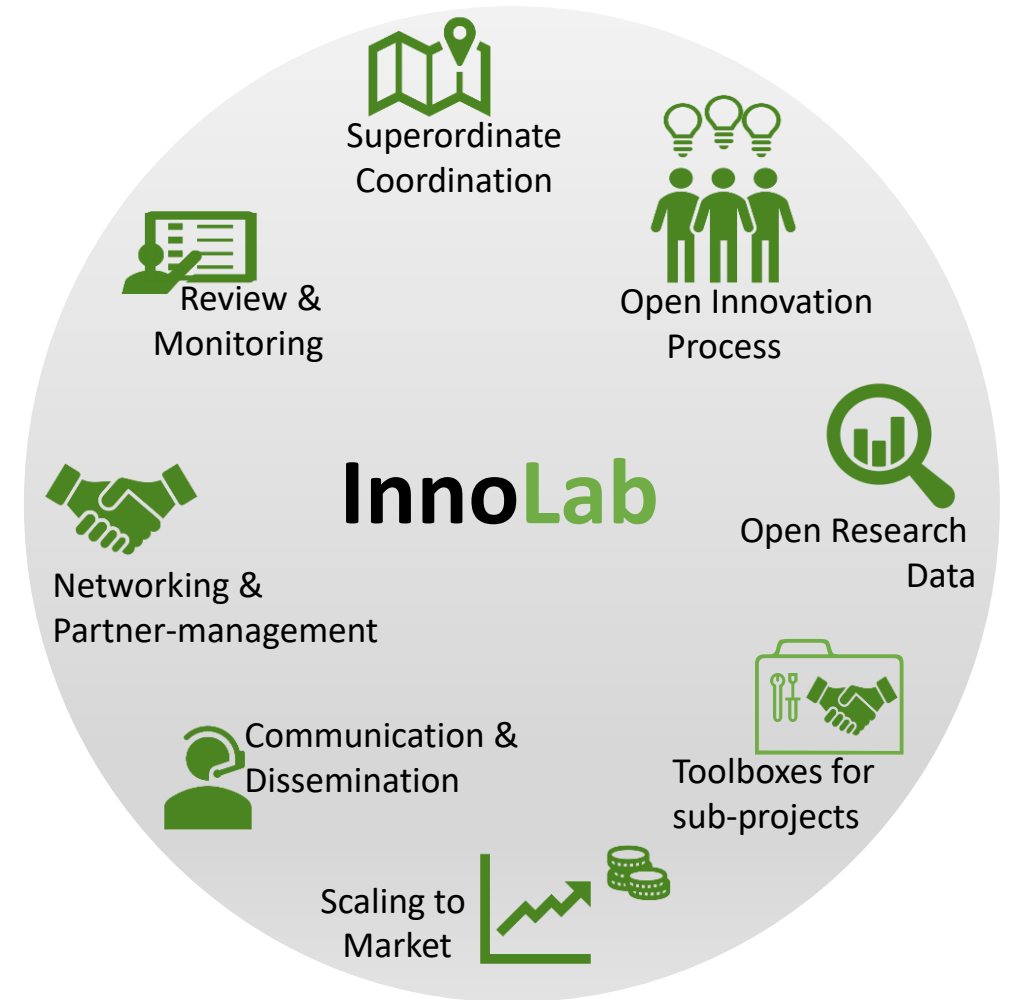 Superordinate
Coordination
Open Innovation
Process
Review &
Monitoring
InnoLab
Open Research
Data
Networking &
Partner-management
Communication &
Dissemination
Toolboxes for
sub-projects
Scaling to
Market